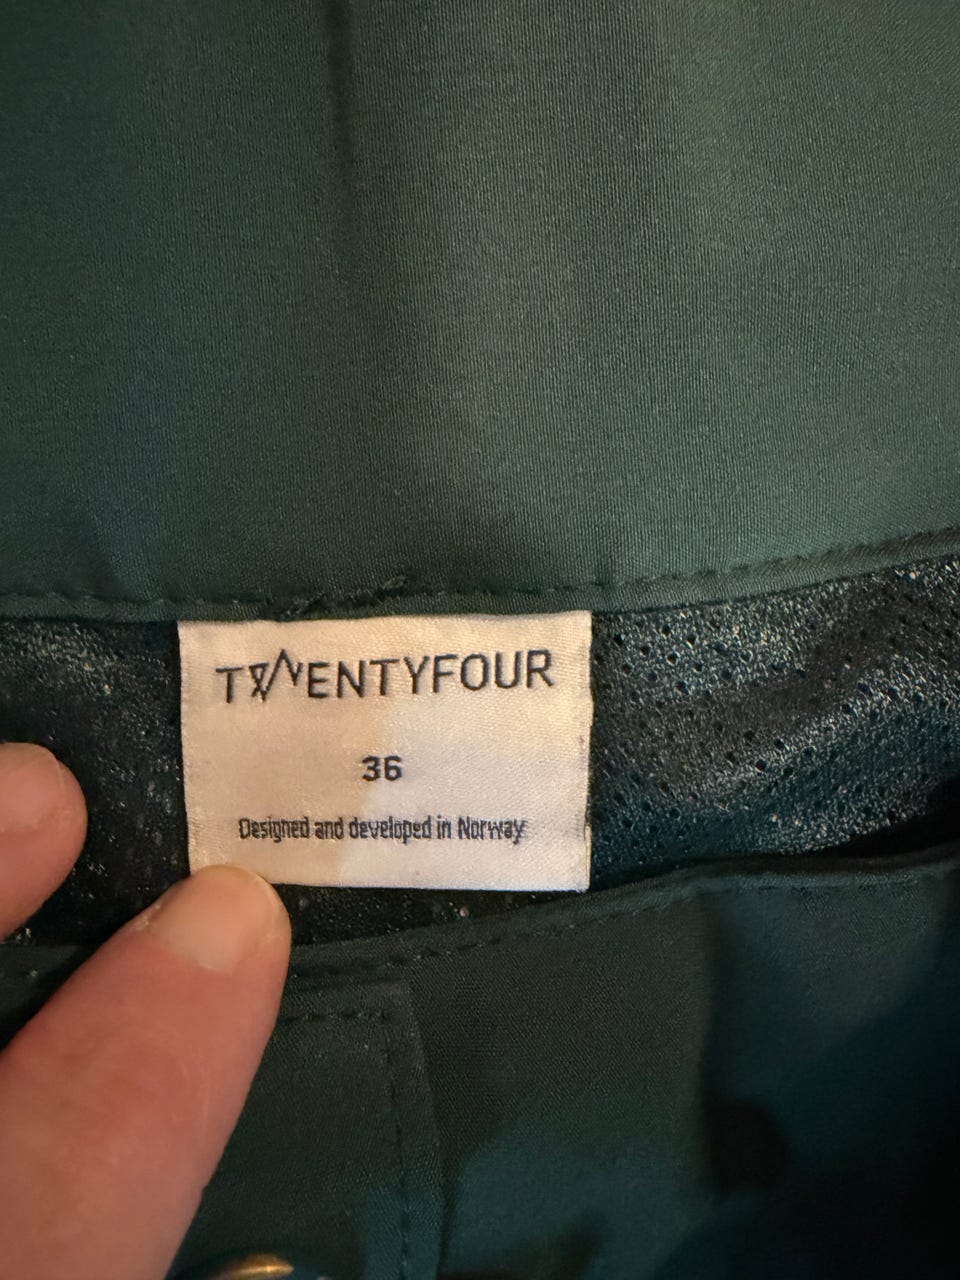 TWENTYFOUR
36
Designed and developed in Norway